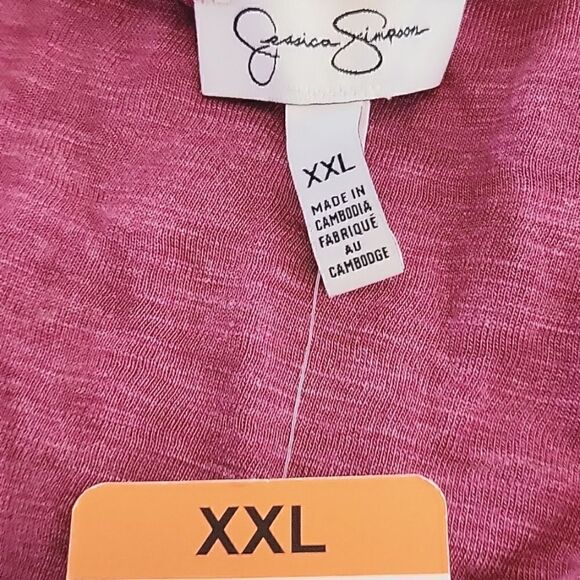 Jessica Simpson
XXL
MADE IN
CAMBODIA
FABRIQUÉ
AU
CAMBODGE
XXL